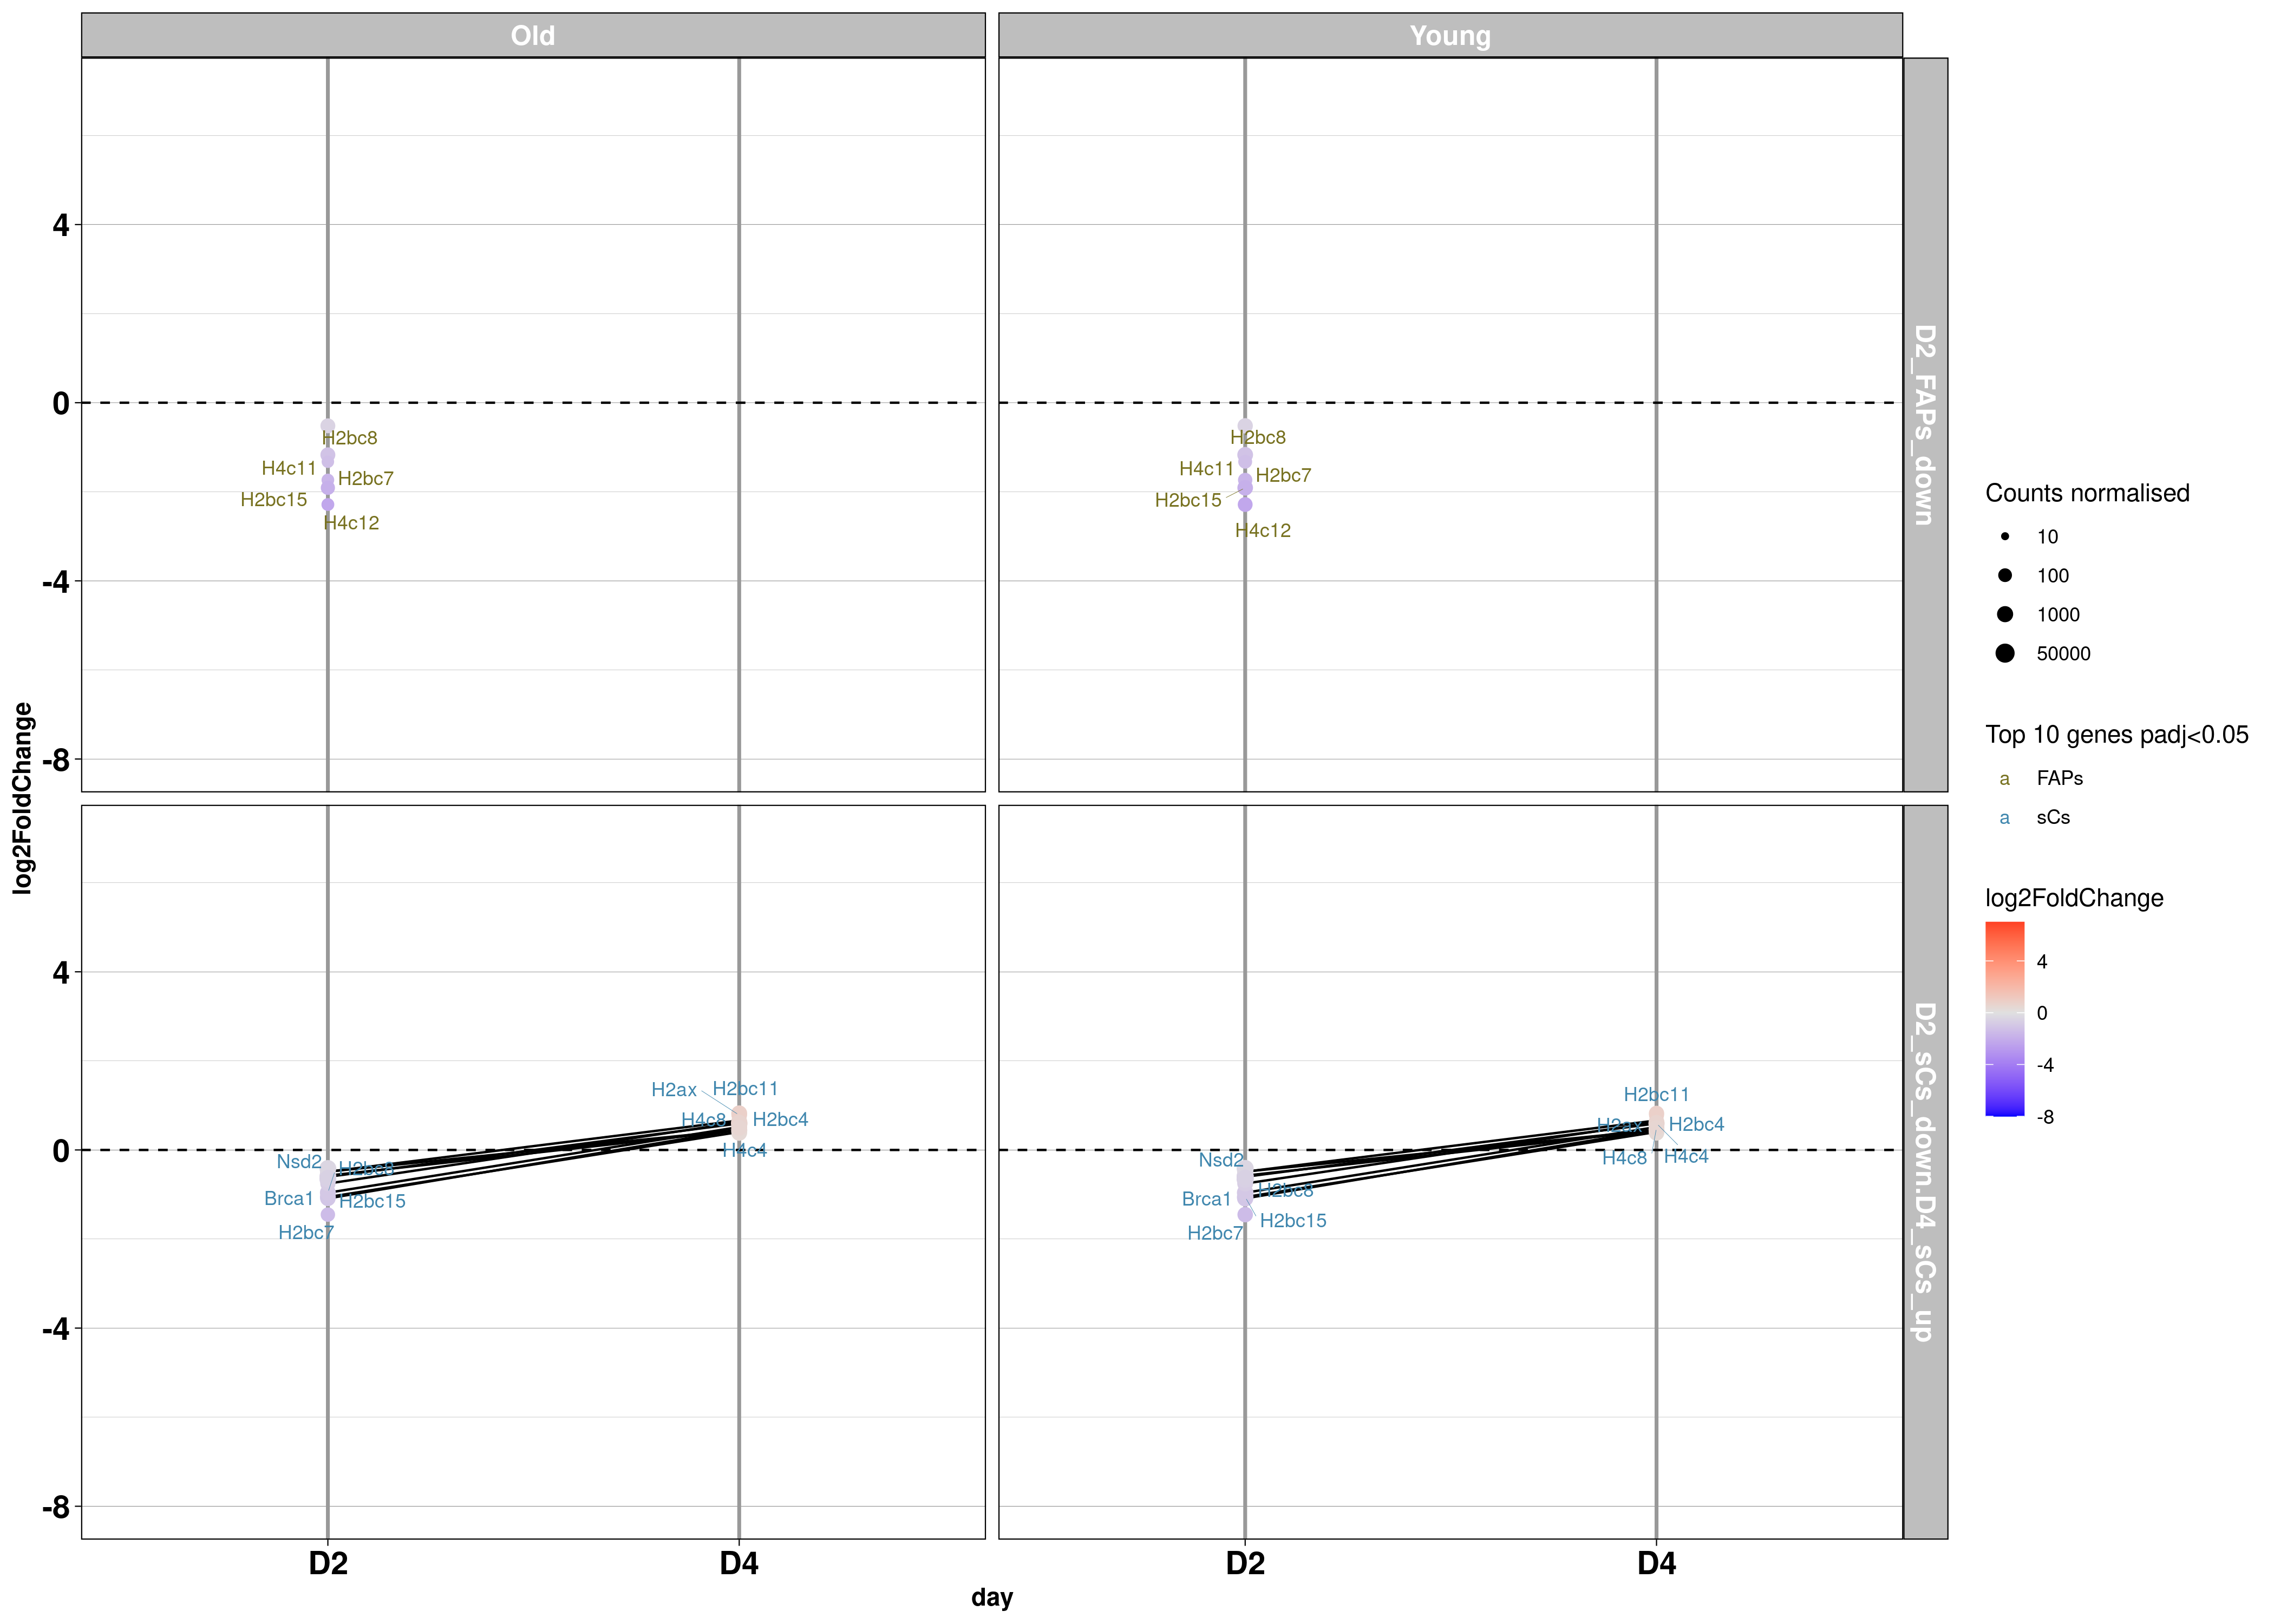 Old
Young
4
0
-4
-8
H2bc8
H4c11
H2bc7
H2bc15
H4c12
H2bc8
H4c11
H2bc7
H2bc15
H4c12
D2_FAPs_down
log2FoldChange
4
0
-4
-8
H2ax
H2bc11
H4c8
H2bc4
H4c4
Nsd2
H2bc8
Brca1
H2bc15
H2bc7
H2bc11
H2ax
H2bc4
H4c8
H4c4
Nsd2
H2bc8
Brca1
H2bc15
H2bc7
D2_sCs_down.D4_sCs_up
D2
D4
D2
D4
day
Counts normalised
10
100
1000
50000
Top 10 genes padj<0.05
a FAPs
a sCs
log2FoldChange
4
0
-4
-8